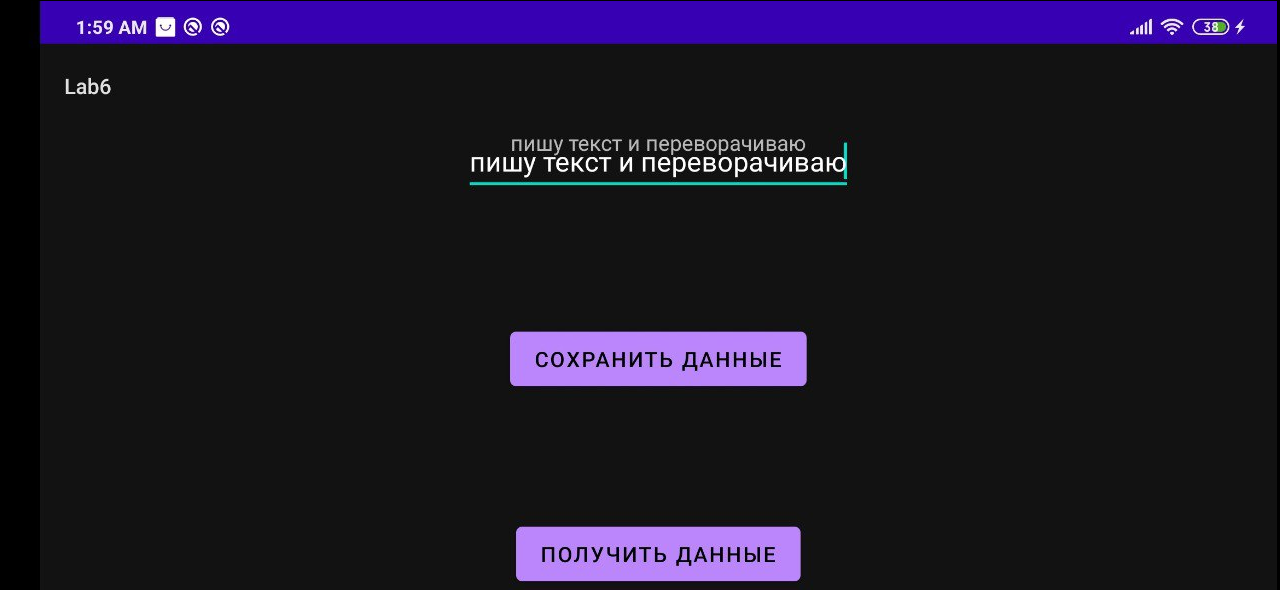 1:59 AM
38
Lab6
пишу текст и переворачиваю
пишу текст и переворачиваю
СОХРАНИТЬ ДАННЫЕ
ПОЛУЧИТЬ ДАННЫЕ